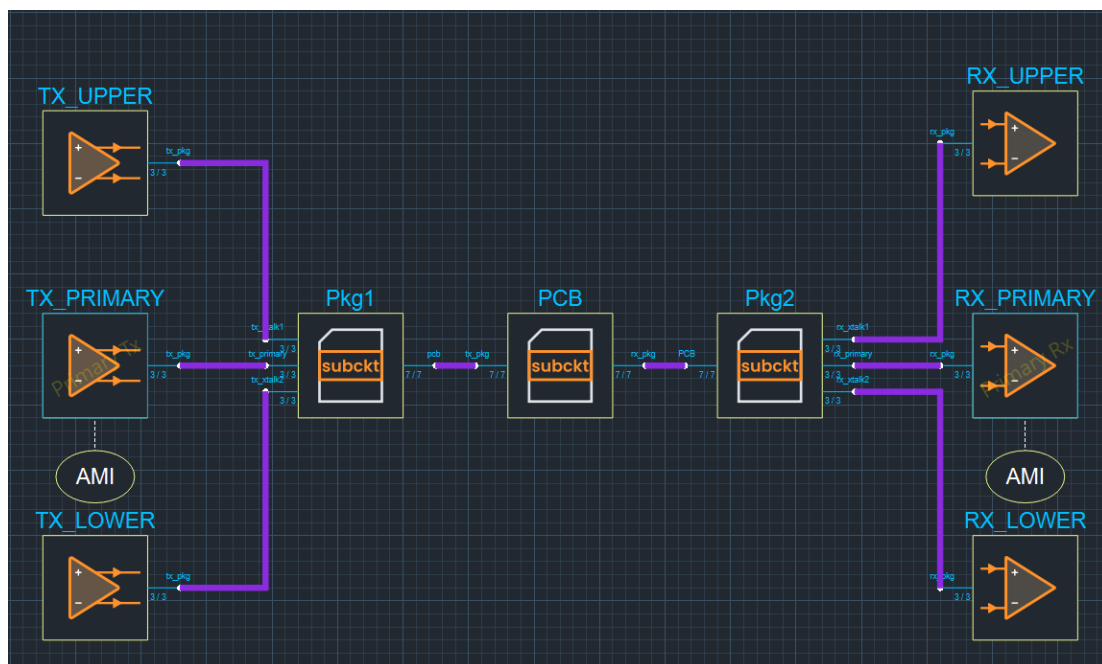 RX_UPPER
TX_UPPER
rx_pkg
tx_pkg
3 / 3
3 / 3
TX_PRIMARY
Pkg1
PCB
Pkg2
RX_PRIMARY
tx_xtalk1
rx_xtalk1
3 / 3
3 / 3
tx_pkg
tx_primary
pcb
tx_pkg
rx_pkg
PCB
rx_primary
rx_pkg
Primary Tx
subckt
subckt
subckt
Primary Rx
3 / 3
3 / 3
7 / 7
7 / 7
7 / 7
7 / 7
3 / 3
3 / 3
tx_xtalk2
rx_xtalk2
3 / 3
3 / 3
AMI
AMI
TX_LOWER
RX_LOWER
tx_pkg
rx_pkg
3 / 3
3 / 3